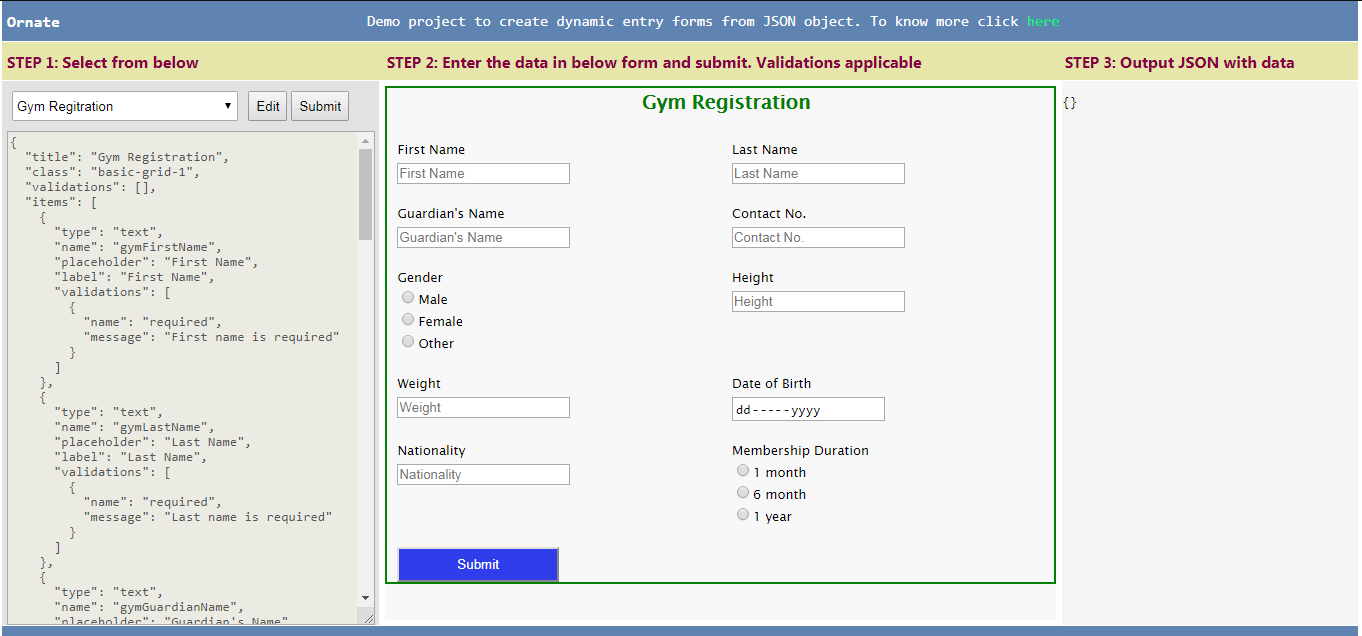 Ornate
Demo project to create dynamic entry forms from JSON object. To know more click here
STEP 1: Select from below
STEP 2: Enter the data in below form and submit. Validations applicable
STEP 3: Output JSON with data
Gym Regitration
Edit
Submit
{
  "title": "Gym Registration",
  "class": "basic-grid-1",
  "validations": [],
  "items": [
    {
      "type": "text",
      "name": "gymFirstName",
      "placeholder": "First Name",
      "label": "First Name",
      "validations": [
        {
          "name": "required",
          "message": "First name is required"
        }
      ]
    },
    {
      "type": "text",
      "name": "gymLastName",
      "placeholder": "Last Name",
      "label": "Last Name",
      "validations": [
        {
          "name": "required",
          "message": "Last name is required"
        }
      ]
    },
    {
      "type": "text",
      "name": "gymGuardianName",
      "placeholder": "Guardian's Name"
Gym Registration
First Name
First Name
Last Name
Last Name
Guardian's Name
Guardian's Name
Contact No.
Contact No.
Gender
Male
Female
Other
Height
Height
Weight
Weight
Date of Birth
dd-----yyyy
Nationality
Nationality
Membership Duration
1 month
6 month
1 year
Submit
{}